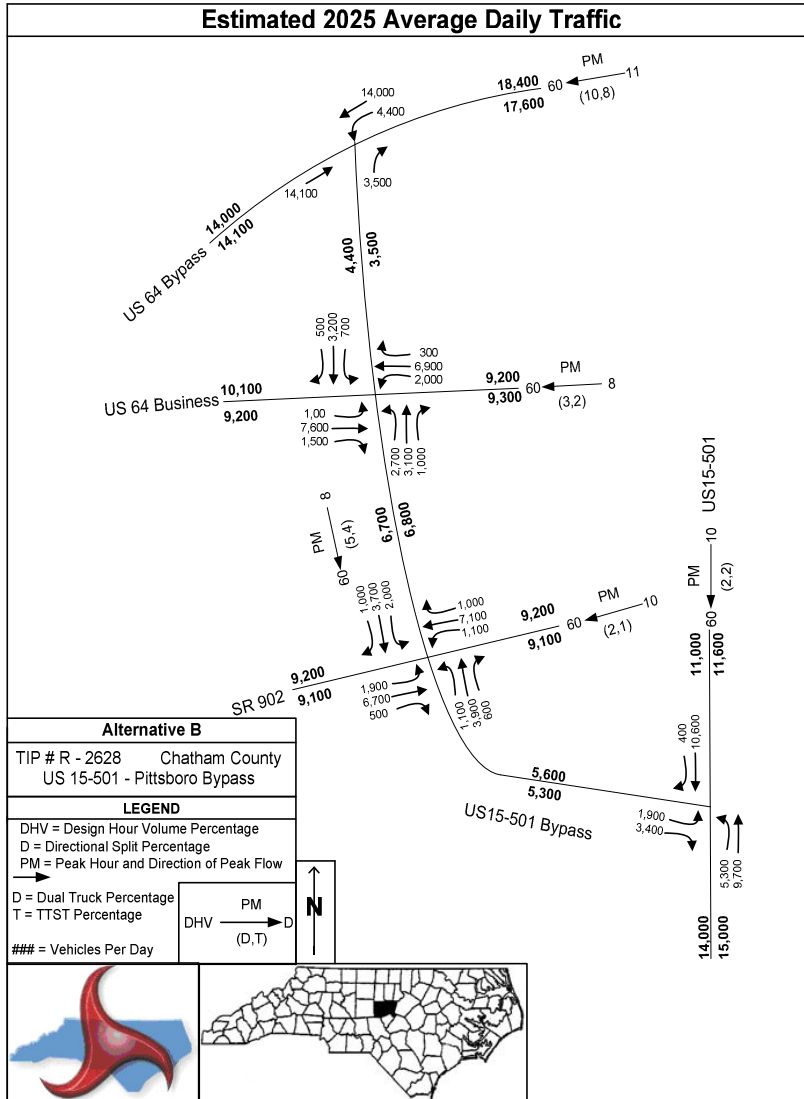 Estimated 2025 Average Daily Traffic
PM
11
60
(10,8)
18,400
17,600
14,000
4,400
14,100
3,500
14,000
14,100
US 64 Bypass
4,400
3,500
500
3,200
700
300
6,900
2,000
PM
8
60
(3,2)
9,200
9,300
10,100
9,200
US 64 Business
1,00
7,600
1,500
2,700
3,100
1,000
US15-501
8
PM
(5,4)
60
6,700
6,800
10
PM
(2,2)
60
11,000
11,600
1,000
3,700
2,000
1,000
7,100
1,100
PM
10
60
(2,1)
9,200
9,100
9,200
9,100
SR 902
1,900
6,700
500
1,100
3,900
600
5,600
5,300
US15-501 Bypass
400
10,600
1,900
3,400
5,300
9,700
14,000
15,000
Alternative B
TIP # R - 2628 Chatham County
US 15-501 - Pittsboro Bypass
LEGEND
DHV = Design Hour Volume Percentage
D = Directional Split Percentage
PM = Peak Hour and Direction of Peak Flow
D = Dual Truck Percentage
T = TTST Percentage
### = Vehicles Per Day
PM
DHV D
(D,T)
N